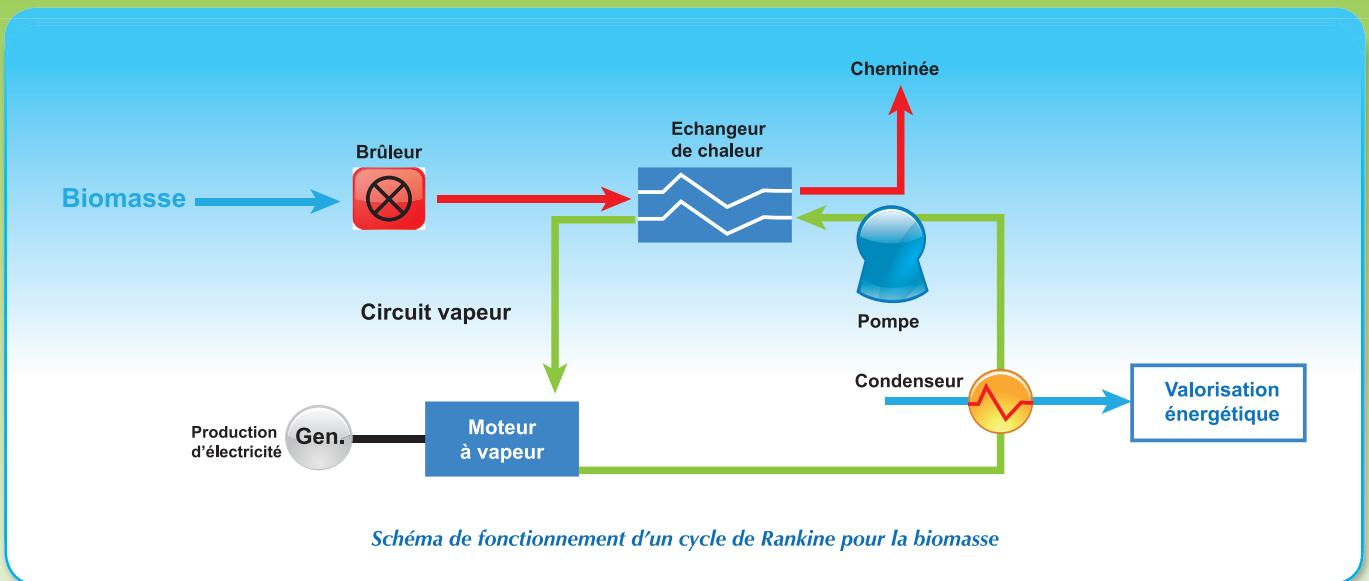 Cheminée
Echangeur
de chaleur
Brûleur
Biomasse
Circuit vapeur
Pompe
Condenseur
Valorisation
énergétique
Production
d'électricité
Gen.
Moteur
à vapeur
Schéma de fonctionnement d'un cycle de Rankine pour la biomasse